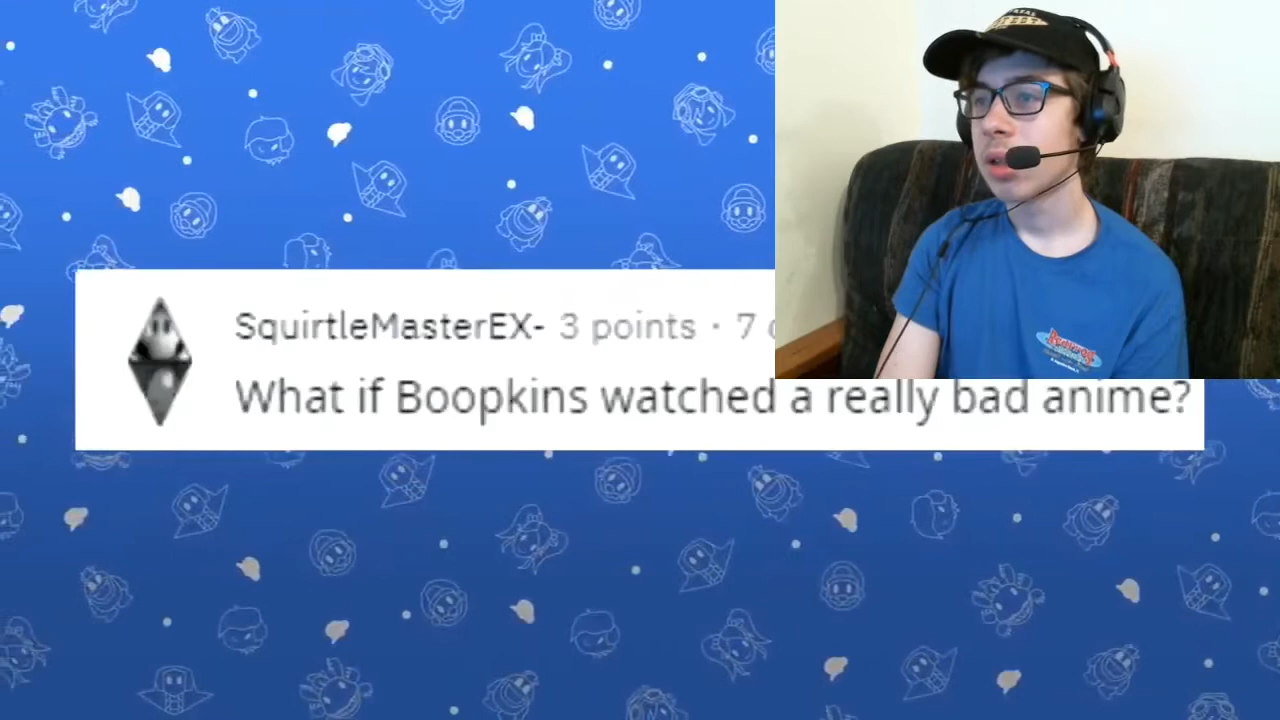 SquirtleMasterEX- 3 points · 7
What if Boopkins watched a really bad anime?